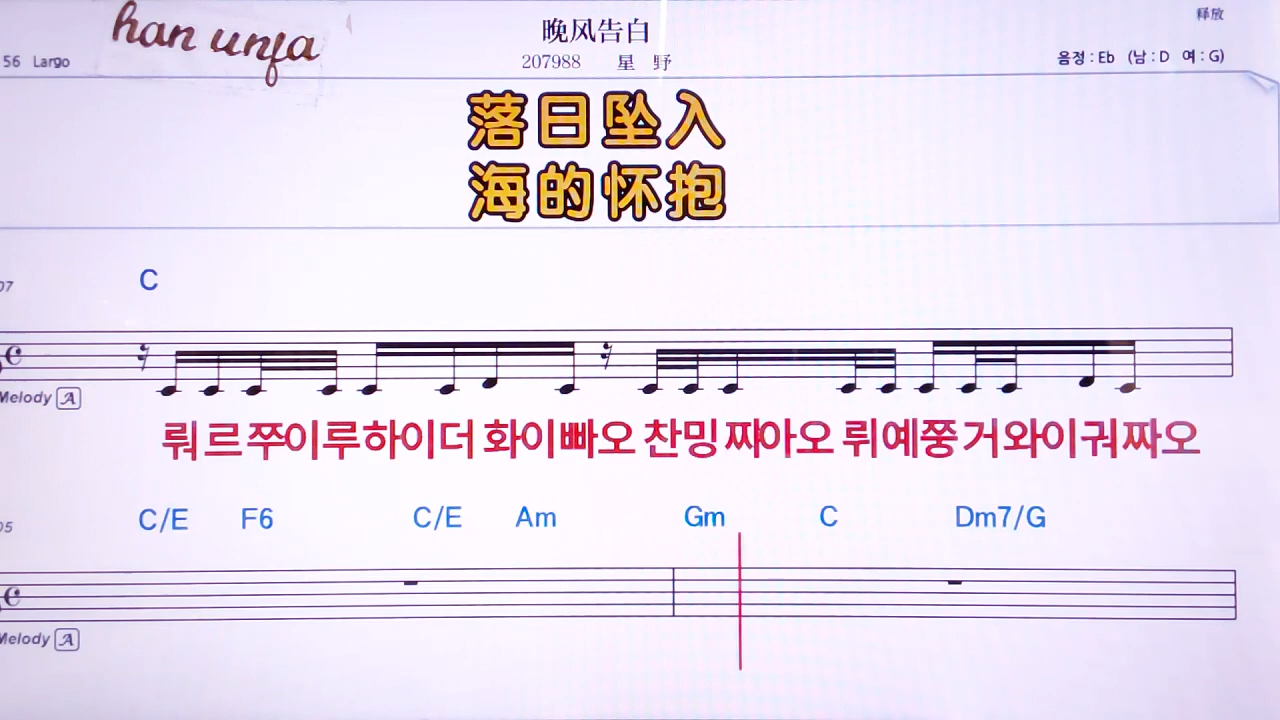 han unfa
晚风告白
释放
56 Largo
207988 星 野
음정 : Eb (남 : D 여 : G)
落日坠入
海的怀抱
07
C
Melody A
뤄르쭈이루하이더 화이빠오 찬밍쨔아오 뤼예쭝거와이궈짜오
05
C/E F6 C/E Am Gm C Dm7/G
Melody A